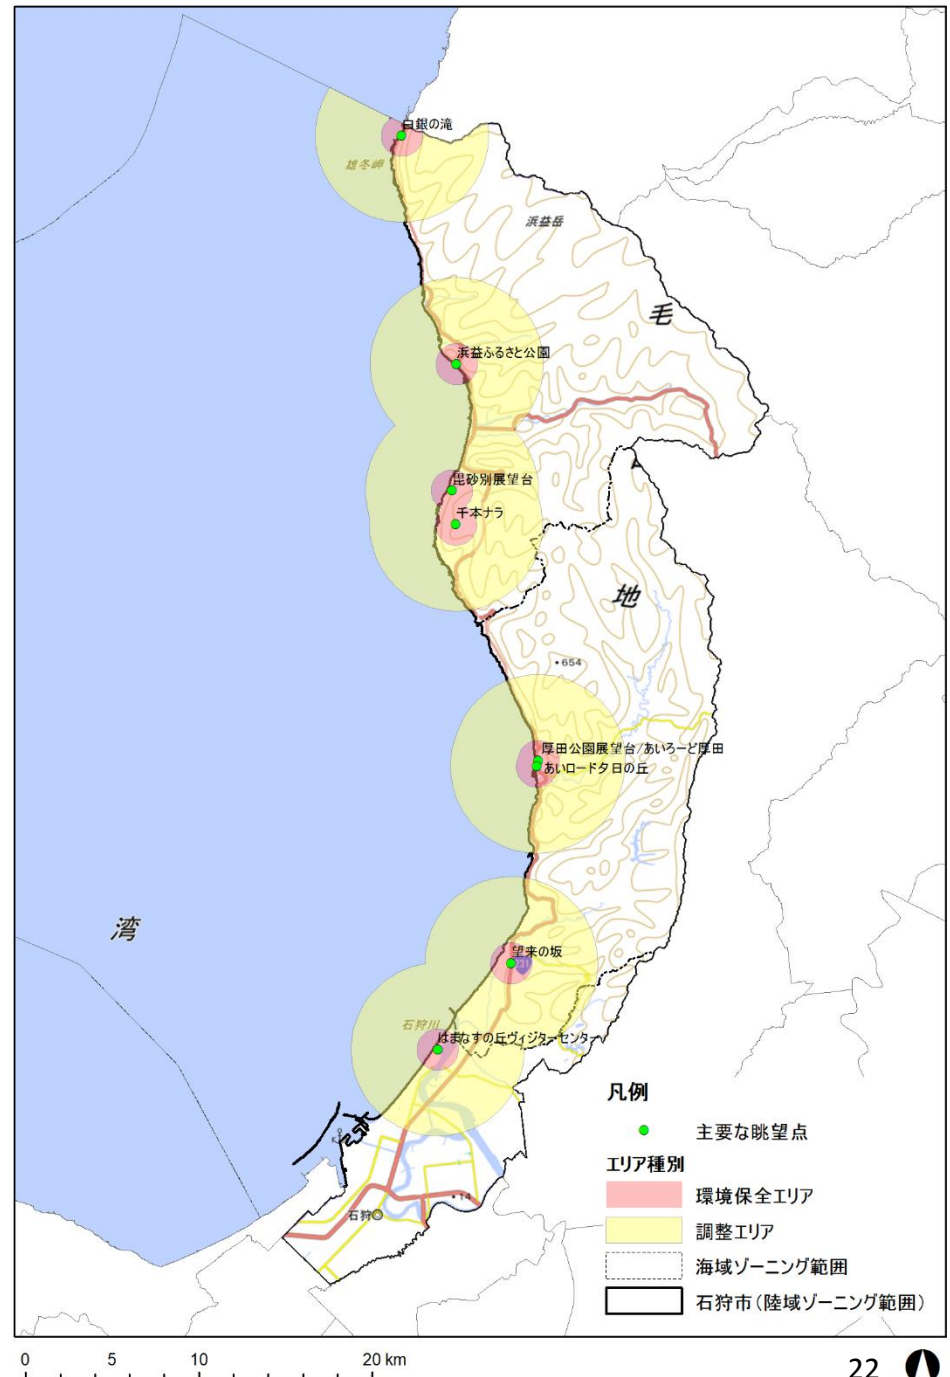 白銀の滝
雄冬岬
浜益岳
毛
浜益ふるさと公園
毘砂別展望台
千本ナラ
地
・654
厚田公園展望台/あいろーど厚田
あいロード夕日の丘
湾
望来の坂
231
石狩川
はまなすの丘ヴィジターセンター
・14
石狩◎
凡例
主要な眺望点
エリア種別
環境保全エリア
調整エリア
海域ゾーニング範囲
石狩市(陸域ゾーニング範囲)
0 5 10 20 km
22